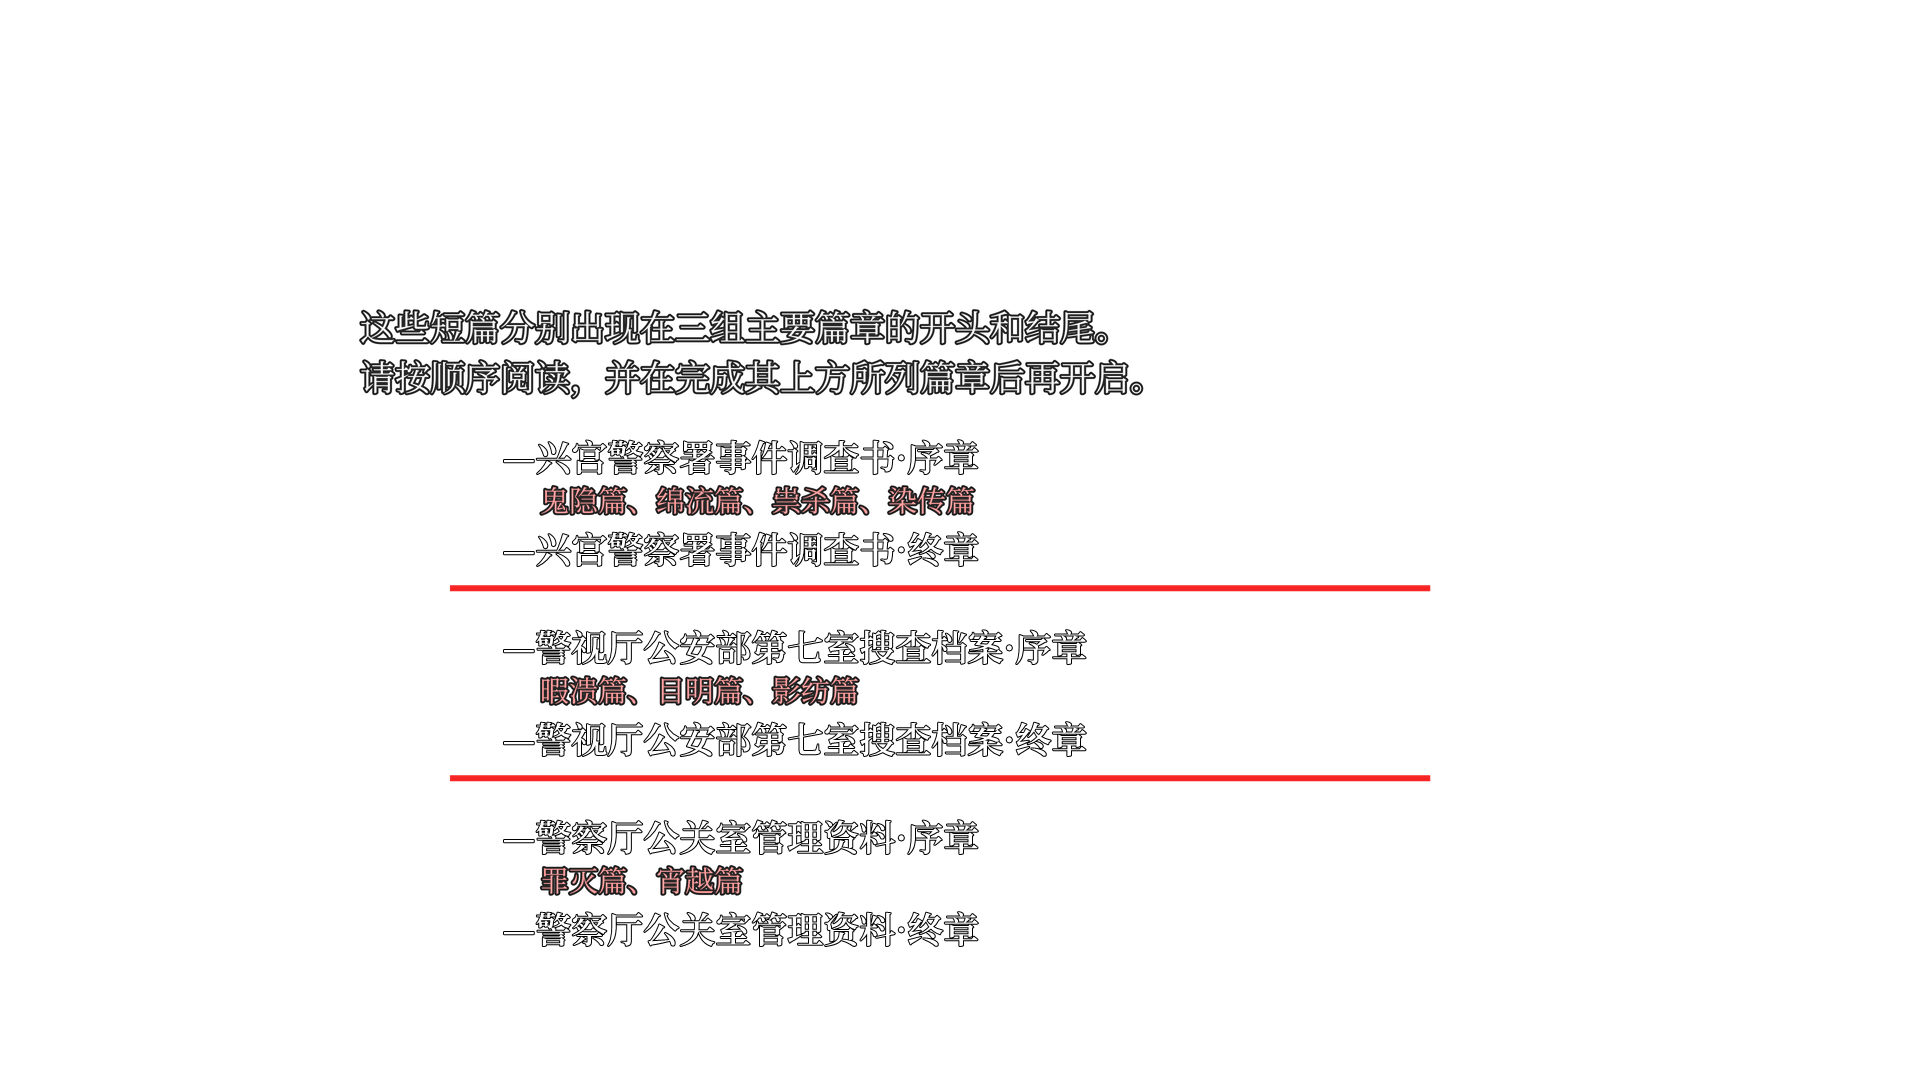 这些短篇分别出现在三组主要篇章的开头和结尾。
请按顺序阅读，并在完成其上方所列篇章后再开启。
—兴宫警察署事件调查书·序章
鬼隐篇、绵流篇、祟杀篇、染传篇
—兴宫警察署事件调查书·终章
—警视厅公安部第七室搜查档案·序章
暇溃篇、目明篇、影纺篇
—警视厅公安部第七室搜查档案·终章
—警察厅公关室管理资料·序章
罪灭篇、宵越篇
—警察厅公关室管理资料·终章